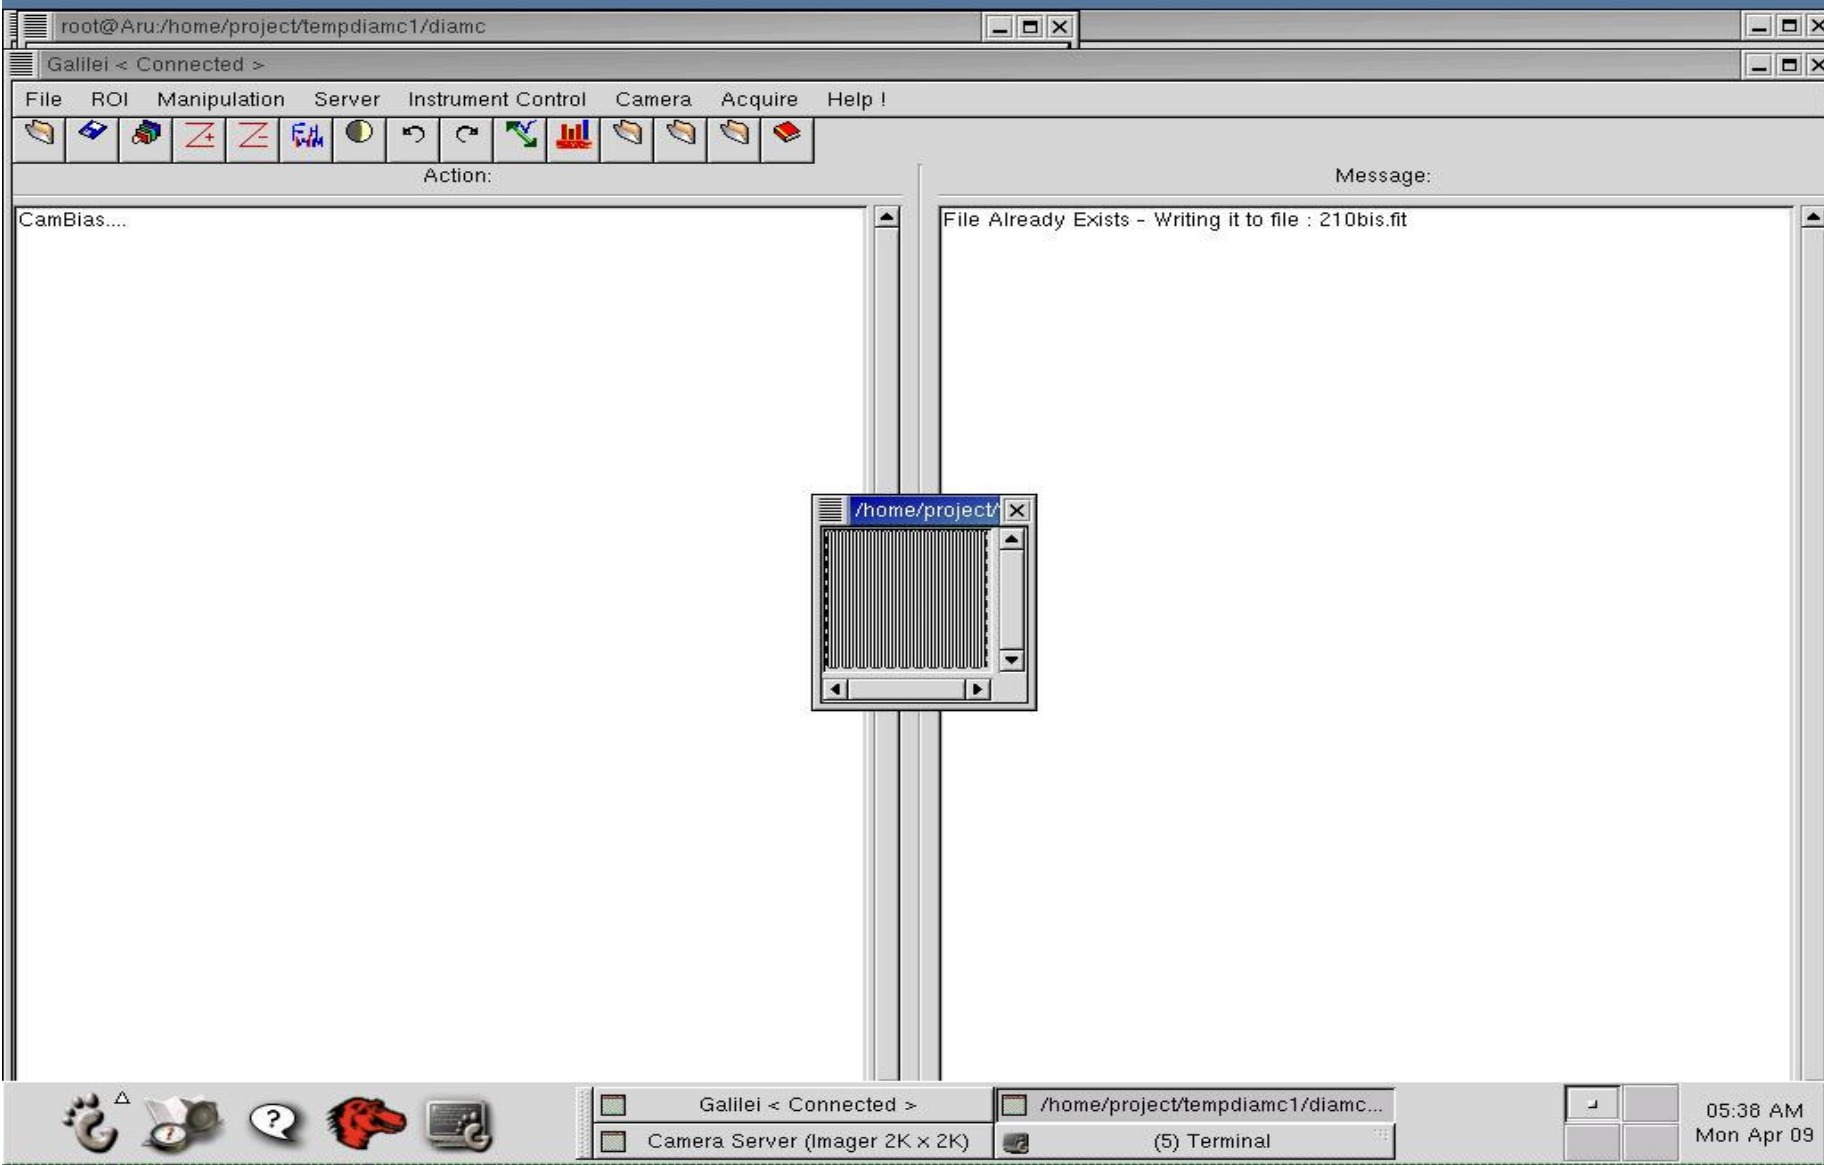 root@Aru:/home/project/tempdiamc1/diamc
Galilei < Connected >
File ROI Manipulation Server Instrument Control Camera Acquire Help !
Action:
Message:
CamBias....
File Already Exists - Writing it to file : 210bis.fit
/home/project/
Galilei < Connected >
/home/project/tempdiamc1/diamc...
Camera Server (Imager 2K x 2K)
(5) Terminal
05:38 AM
Mon Apr 09